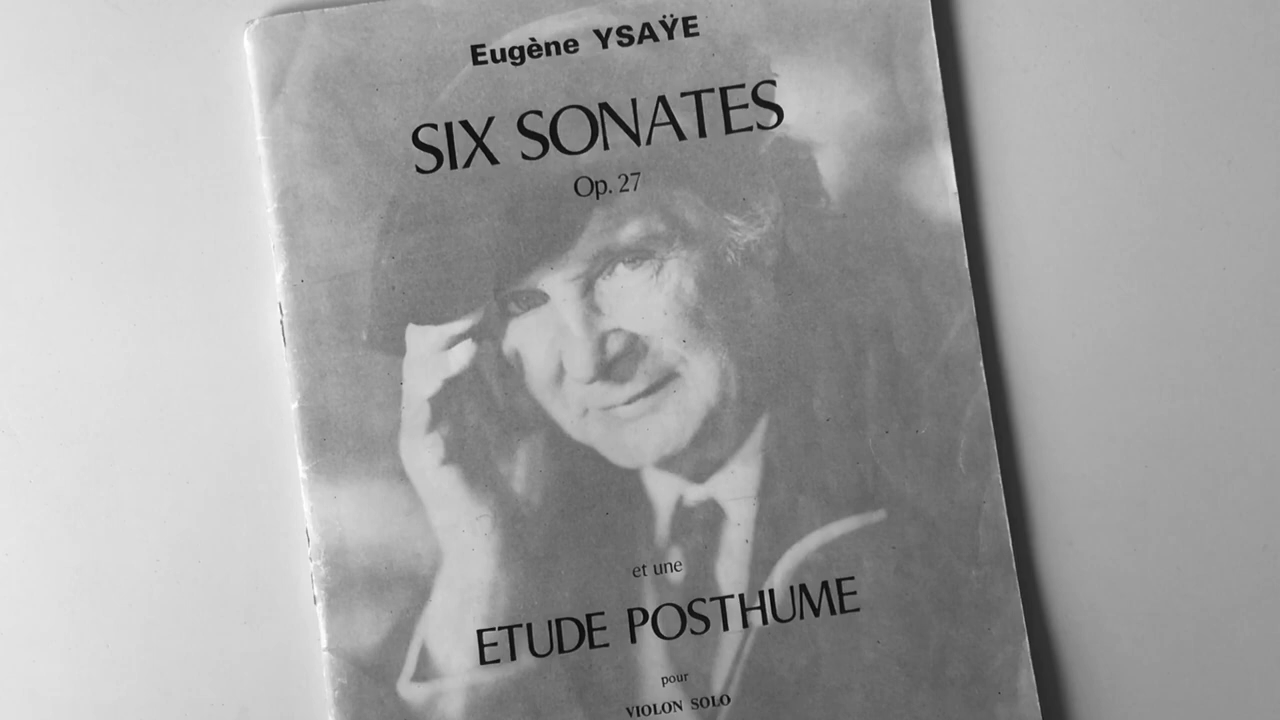 Eugène YSAŸE
SIX SONATES
Op. 27
et une
ETUDE POSTHUME
pour
VIOLON SOLO